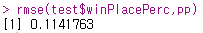 > rmse(test$winPlacePerc,pp)
[1] 0.1141763